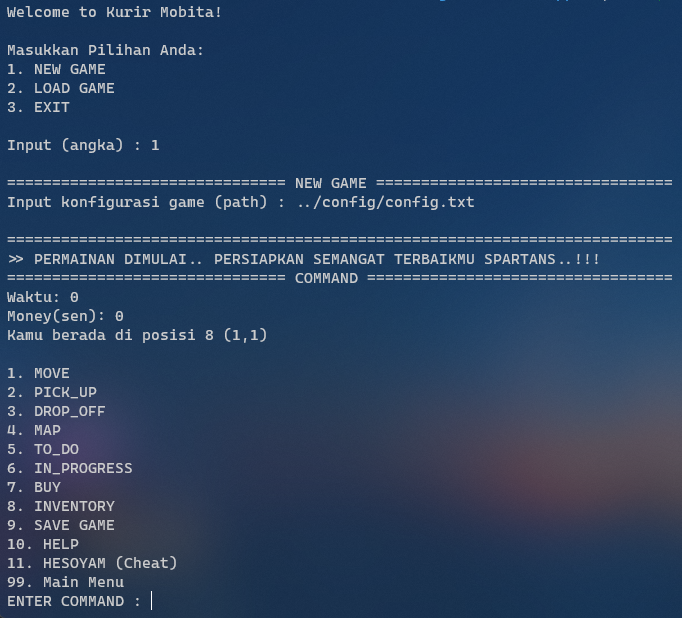 Welcome to Kurir Mobita!
Masukkan Pilihan Anda:
1. NEW GAME
2. LOAD GAME
3. EXIT
Input (angka) : 1
=============================== NEW GAME =================================
Input konfigurasi game (path) : ../config/config.txt
==========================================================================
>> PERMAINAN DIMULAI.. PERSIAPKAN SEMANGAT TERBAIKMU SPARTANS..!!!
=============================== COMMAND ==================================
Waktu: 0
Money(sen): 0
Kamu berada di posisi 8 (1,1)
1. MOVE
2. PICK_UP
3. DROP_OFF
4. MAP
5. TO_DO
6. IN_PROGRESS
7. BUY
8. INVENTORY
9. SAVE GAME
10. HELP
11. HESOYAM (Cheat)
99. Main Menu
ENTER COMMAND :